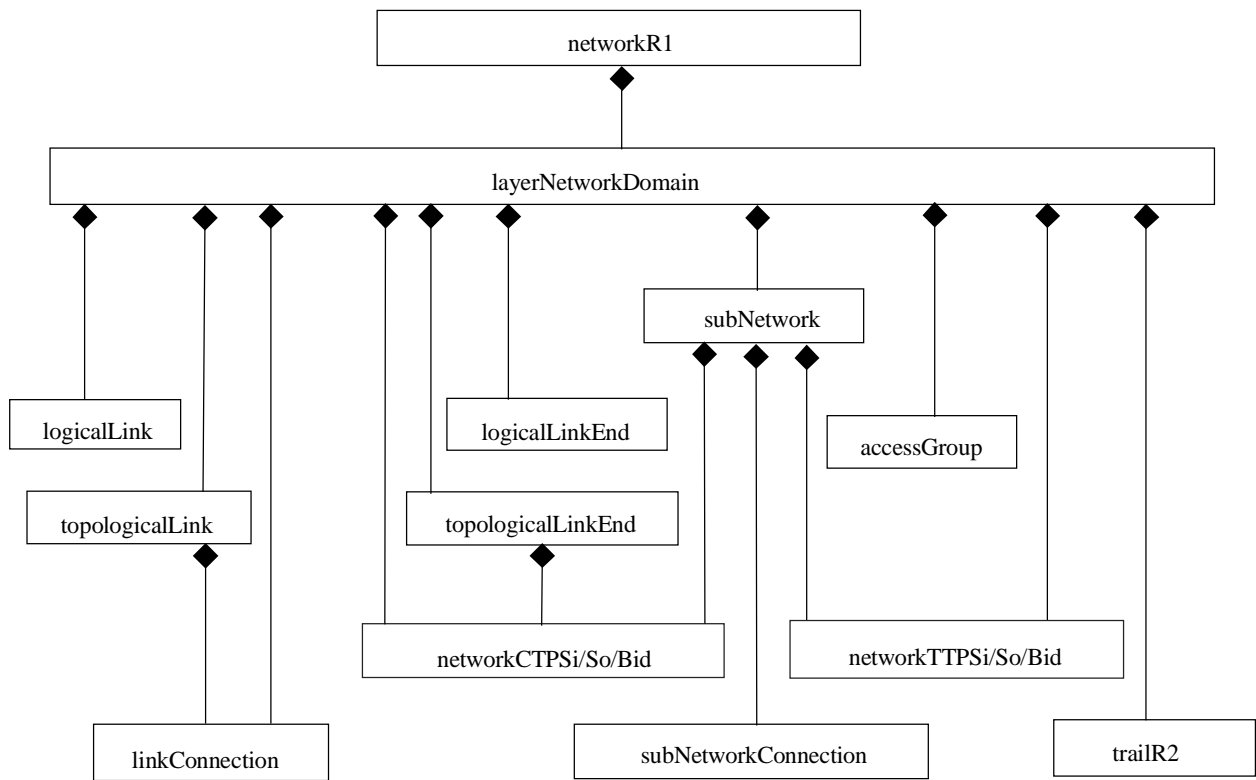 networkR1
layerNetworkDomain
subNetwork
logicalLink
logicalLinkEnd
accessGroup
topologicalLink
topologicalLinkEnd
networkCTPSi/So/Bid
networkTTPSi/So/Bid
linkConnection
subNetworkConnection
trailR2